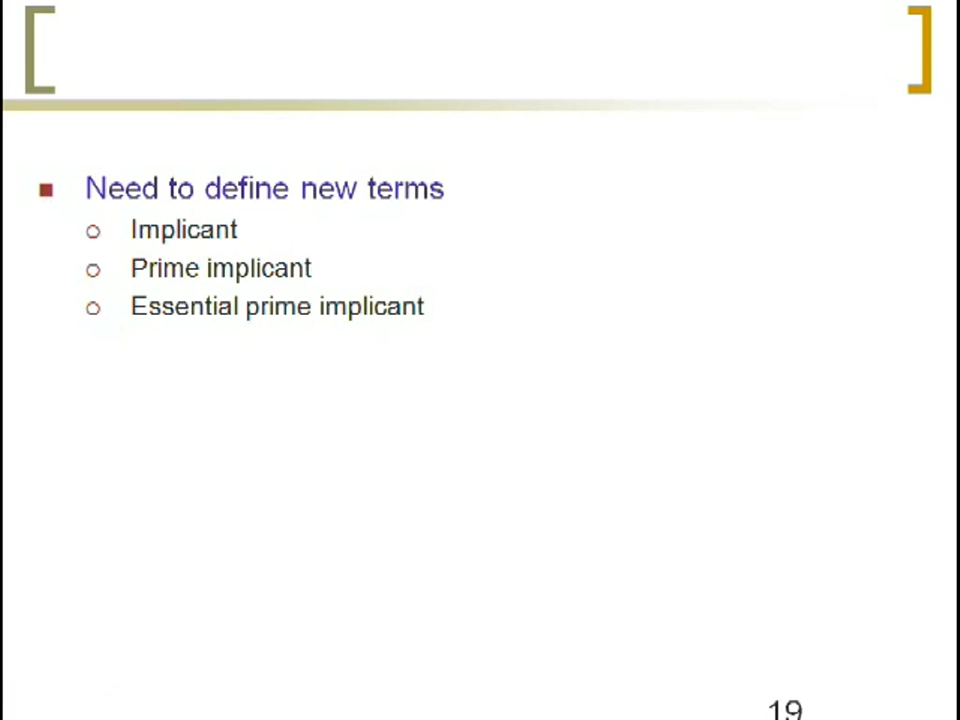 Need to define new terms
Implicant
Prime implicant
Essential prime implicant
19